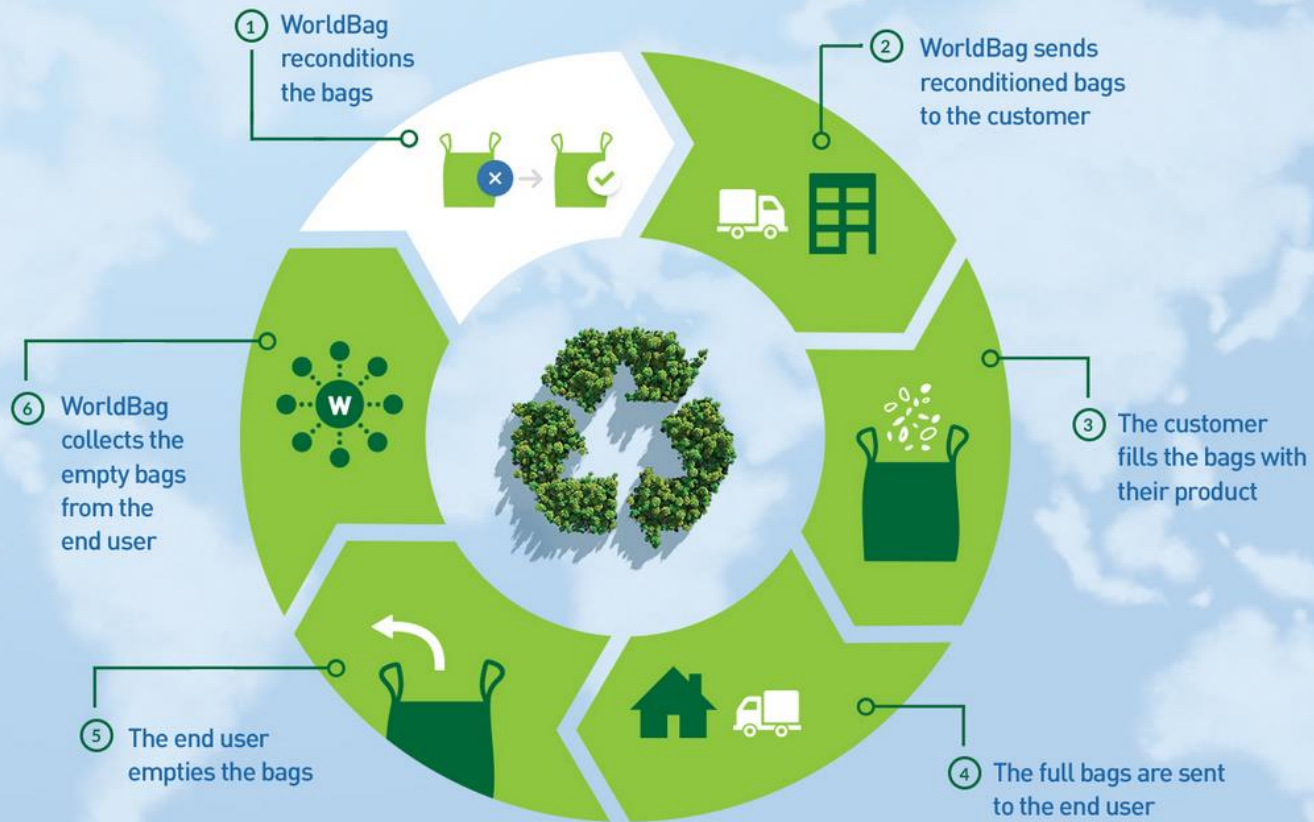 1
WorldBag
reconditions
the bags
2
WorldBag sends
reconditioned bags
to the customer
3
The customer
fills the bags with
their product
4
The full bags are sent
to the end user
5
The end user
empties the bags
6
WorldBag
collects the
empty bags
from the
end user
W